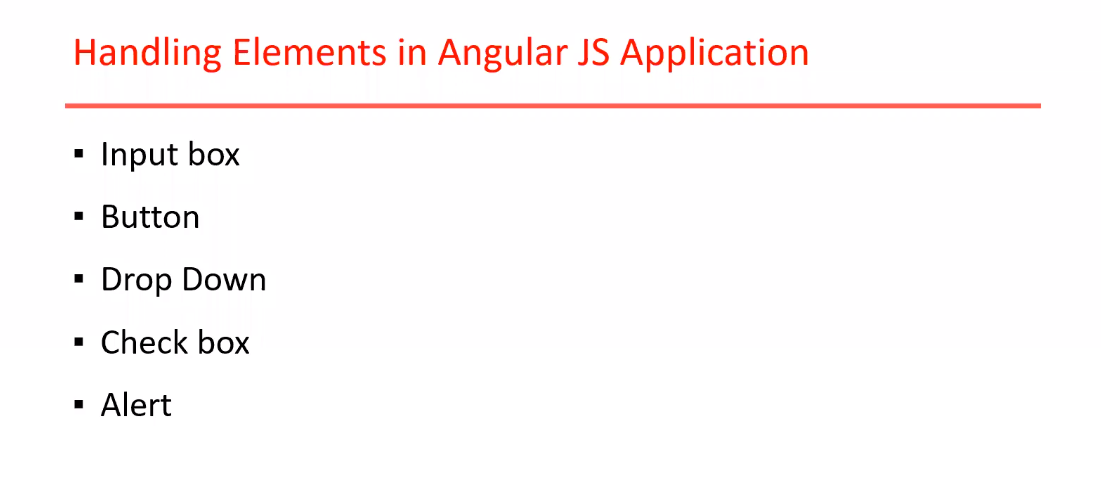 Handling Elements in Angular JS Application
▪ Input box
▪ Button
▪ Drop Down
▪ Check box
▪ Alert